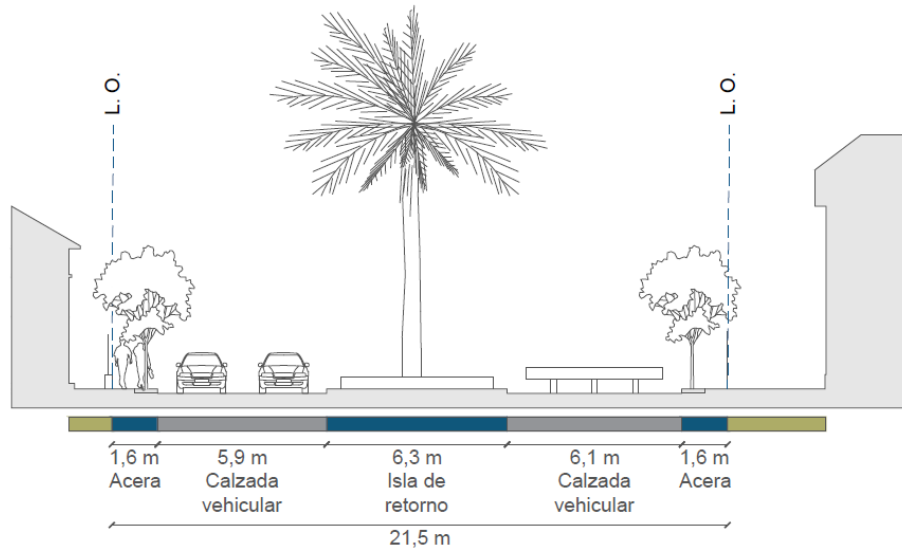 L. O.
L. O.
1,6 m
Acera
5,9 m
Calzada
vehicular
6,3 m
Isla de
retorno
6,1 m
Calzada
vehicular
1,6 m
Acera
21,5 m